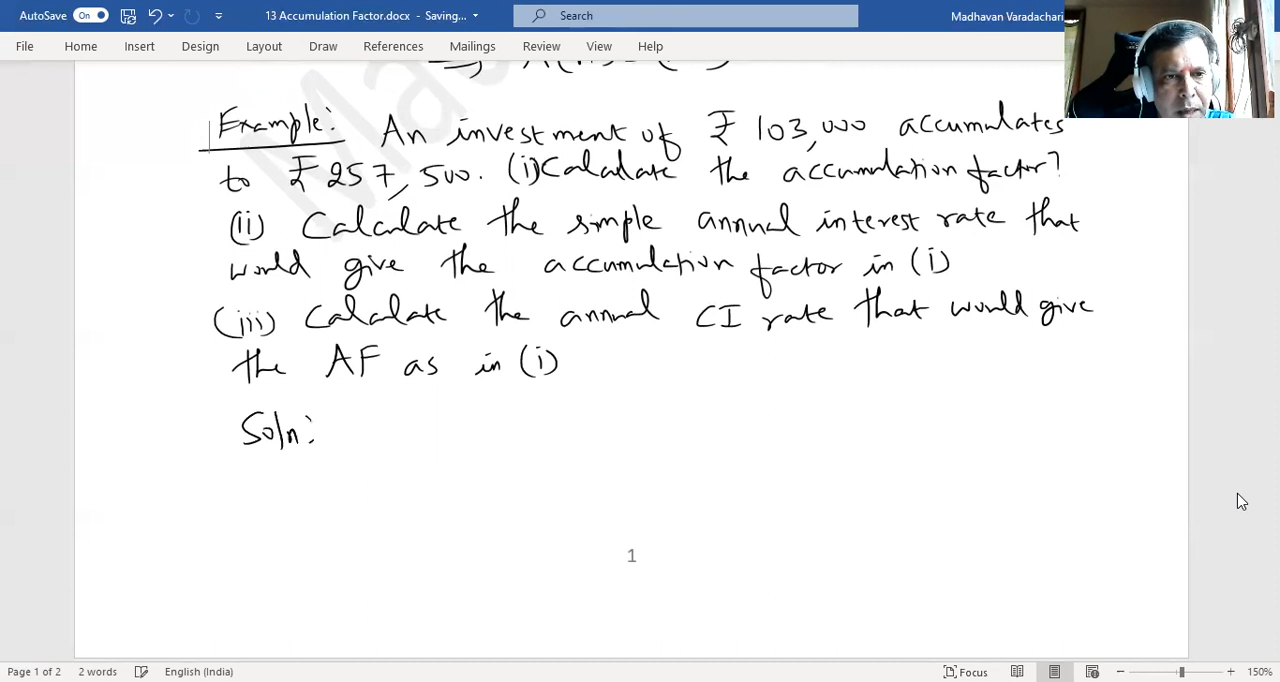 AutoSave On 13 Accumulation Factor.docx - Saving... Search Madhavan Varadachari
File Home Insert Design Layout Draw References Mailings Review View Help
Example: An investment of ₹ 103,000 accumulates
to ₹ 257,500. (i) Calculate the accumulation factor?
(ii) Calculate the simple annual interest rate that
would give the accumulation factor in (i)
(iii) Calculate the annual CI rate that would give
the AF as in (i)
Soln:
1
Page 1 of 2 2 words English (India) Focus 150%